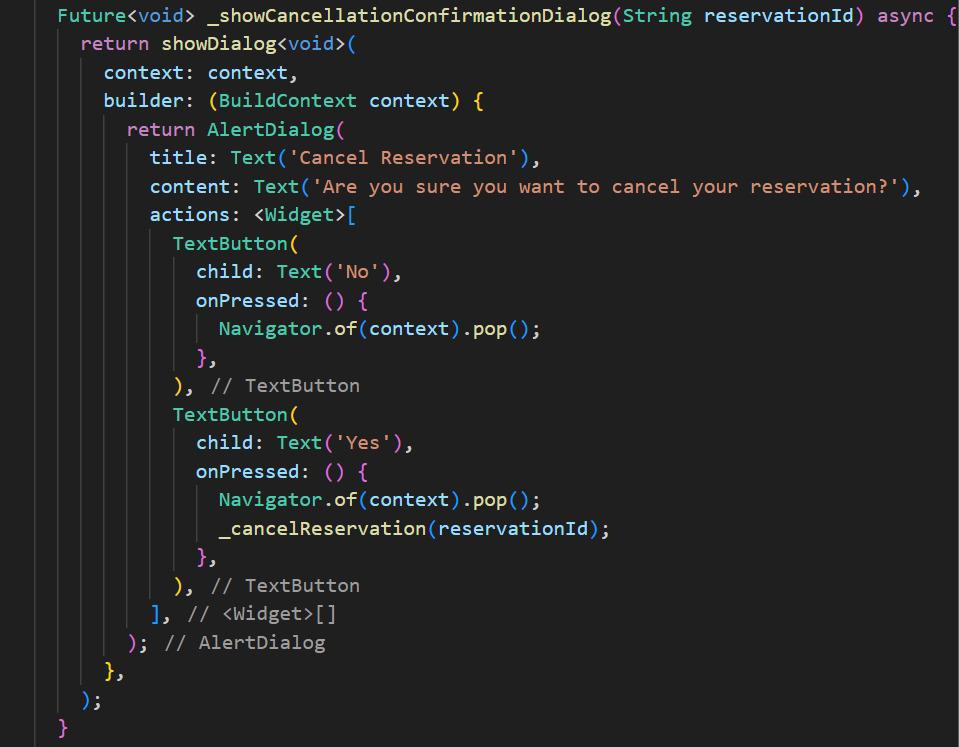 Future<void> _showCancellationConfirmationDialog(String reservationId) async {
return showDialog<void>(
context: context,
builder: (BuildContext context) {
return AlertDialog(
title: Text('Cancel Reservation'),
content: Text('Are you sure you want to cancel your reservation?'),
actions: <Widget>[
TextButton(
child: Text('No'),
onPressed: () {
Navigator.of(context).pop();
},
), // TextButton
TextButton(
child: Text('Yes'),
onPressed: () {
Navigator.of(context).pop();
_cancelReservation(reservationId);
},
), // TextButton
], // <Widget>[]
); // AlertDialog
},
);
}